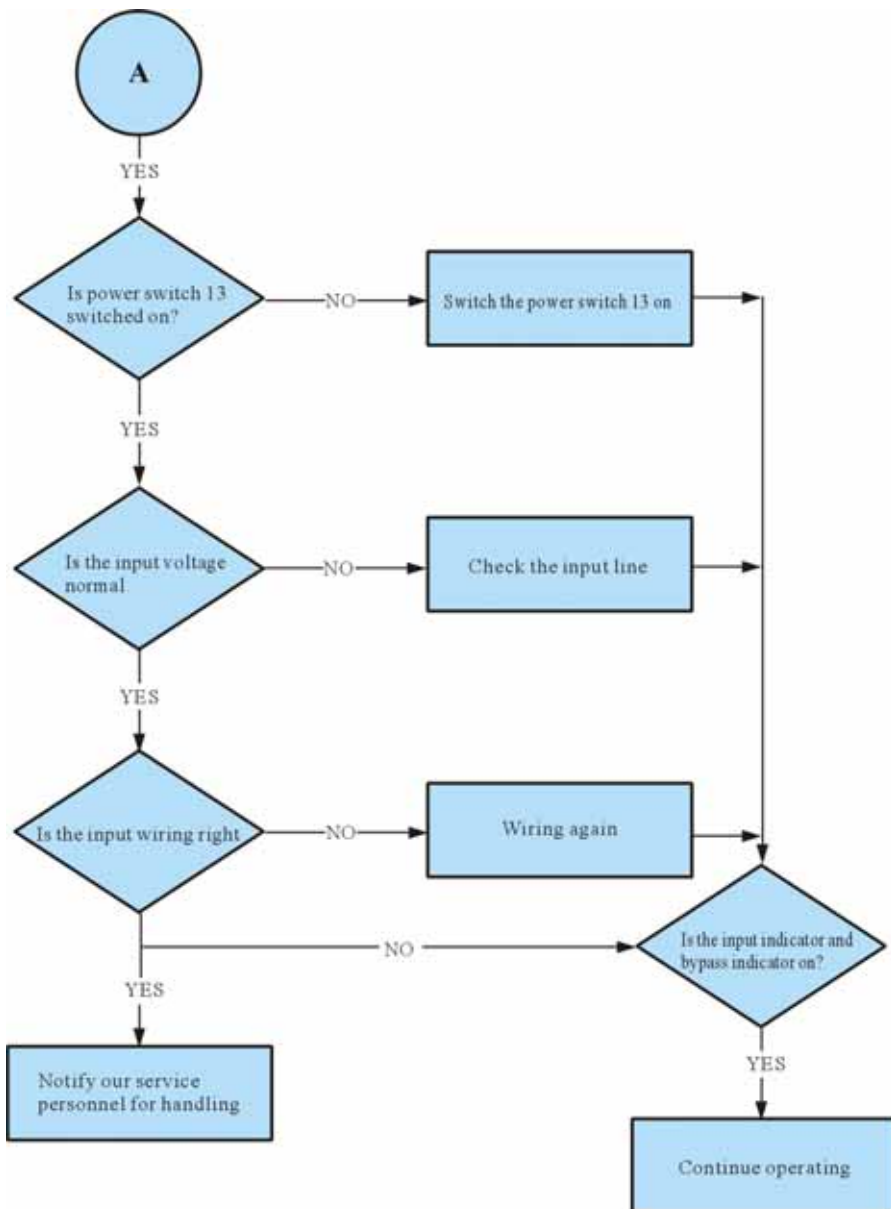 A
YES
Is power switch 13
switched on?
NO
Switch the power switch 13 on
YES
Is the input voltage
normal
NO
Check the input line
YES
Is the input wiring right
NO
Wiring again
NO
Is the input indicator and
bypass indicator on?
YES
YES
Notify our service
personnel for handling
Continue operating